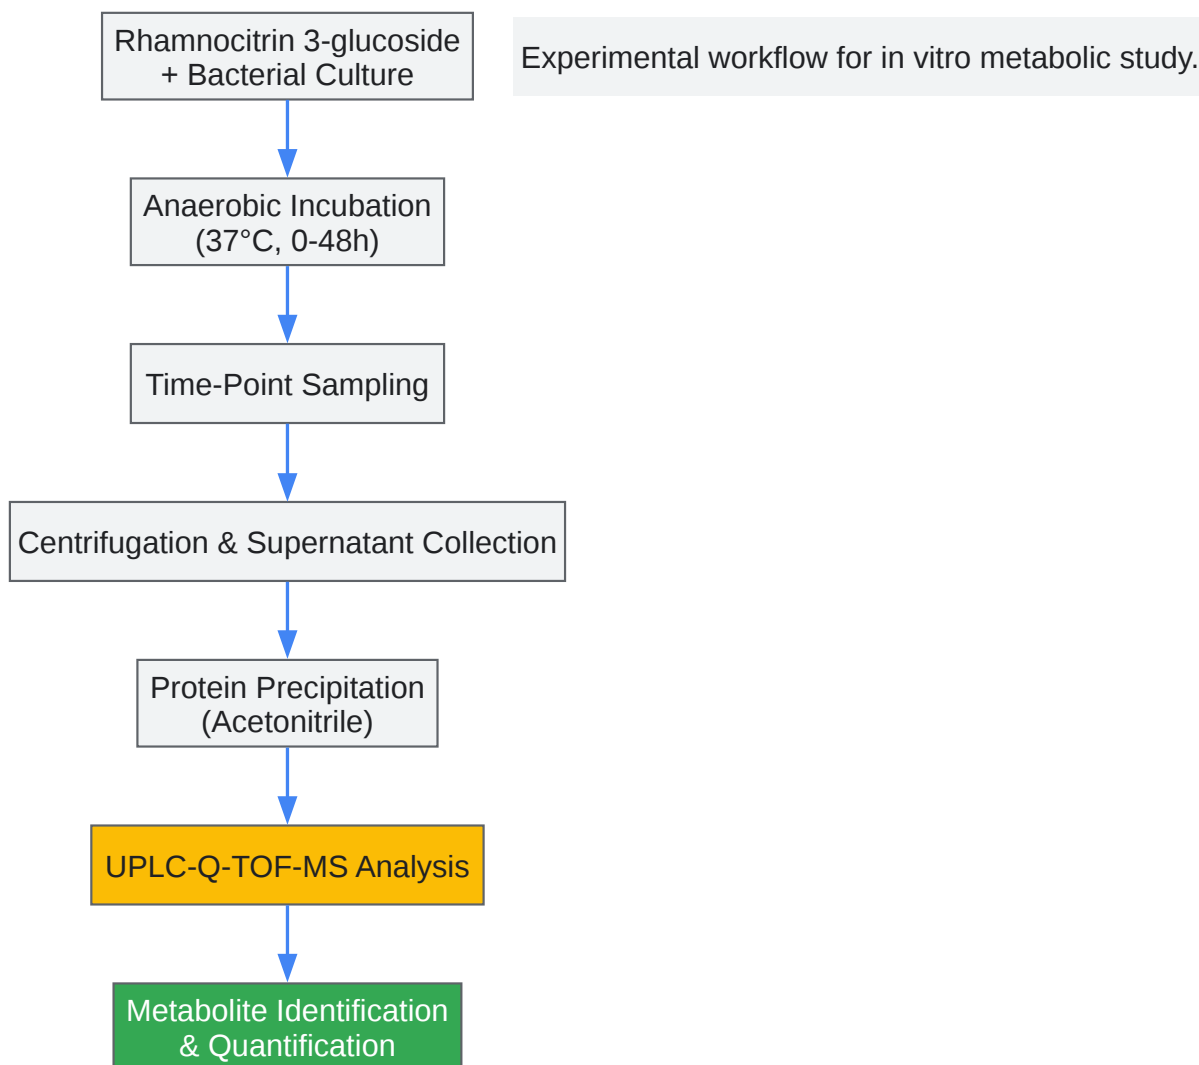 Rhamnocitrin 3-glucoside
+ Bacterial Culture
Experimental workflow for in vitro metabolic study.
Anaerobic Incubation
(37°C, 0-48h)
Time-Point Sampling
Centrifugation & Supernatant Collection
Protein Precipitation
(Acetonitrile)
UPLC-Q-TOF-MS Analysis
Metabolite Identification
& Quantification